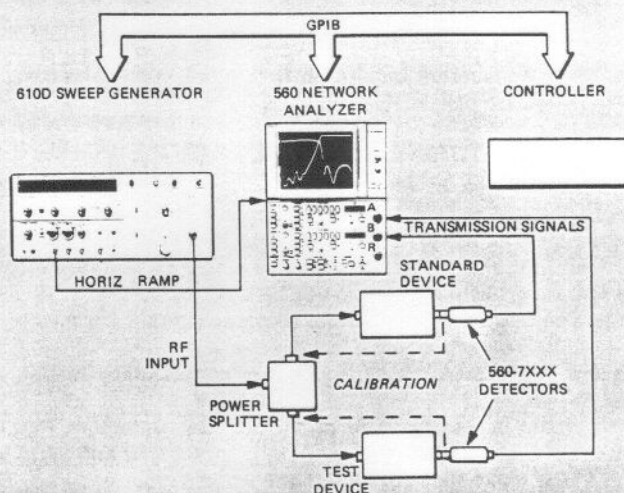 GPIB
610D SWEEP GENERATOR
560 NETWORK
ANALYZER
CONTROLLER
A
B
R
TRANSMISSION SIGNALS
HORIZ RAMP
STANDARD
DEVICE
RF
INPUT
CALIBRATION
560-7XXX
DETECTORS
POWER
SPLITTER
TEST
DEVICE